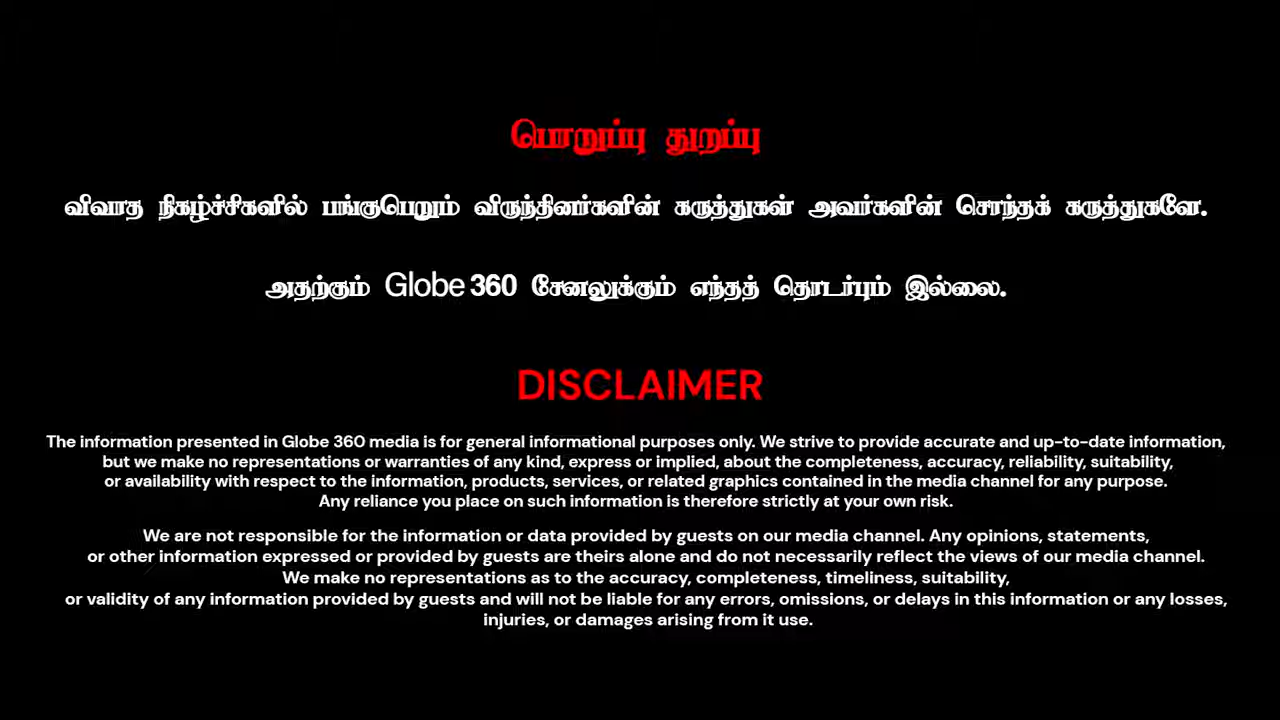 பொறுப்பு துறப்பு
விவாத நிகழ்ச்சிகளில் பங்குபெறும் விருந்தினர்களின் கருத்துகள் அவர்களின் சொந்தக் கருத்துகளே.
அதற்கும் Globe 360 சேனலுக்கும் எந்தத் தொடர்பும் இல்லை.
DISCLAIMER
The information presented in Globe 360 media is for general informational purposes only. We strive to provide accurate and up-to-date information,
but we make no representations or warranties of any kind, express or implied, about the completeness, accuracy, reliability, suitability,
or availability with respect to the information, products, services, or related graphics contained in the media channel for any purpose.
Any reliance you place on such information is therefore strictly at your own risk.
We are not responsible for the information or data provided by guests on our media channel. Any opinions, statements,
or other information expressed or provided by guests are theirs alone and do not necessarily reflect the views of our media channel.
We make no representations as to the accuracy, completeness, timeliness, suitability,
or validity of any information provided by guests and will not be liable for any errors, omissions, or delays in this information or any losses,
injuries, or damages arising from it use.